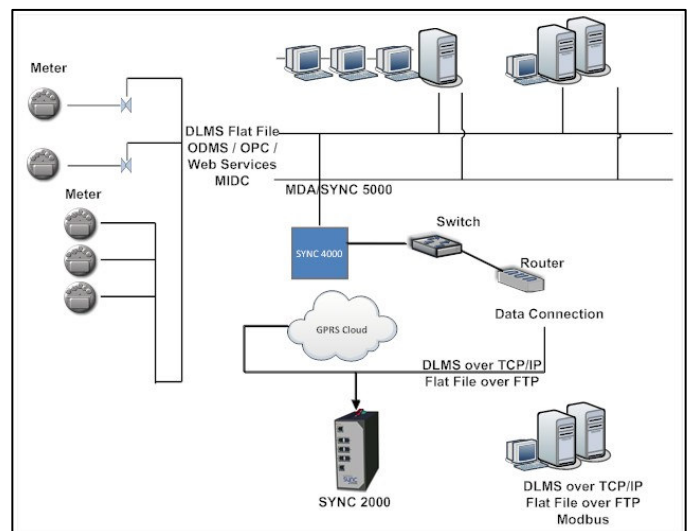 Meter
DLMS Flat File
ODMS / OPC /
Web Services
MIDC
Meter
MDA/SYNC 5000
Switch
SYNC 4000
Router
GPRS Cloud
Data Connection
DLMS over TCP/IP
Flat File over FTP
SYNC 2000
DLMS over TCP/IP
Flat File over FTP
Modbus